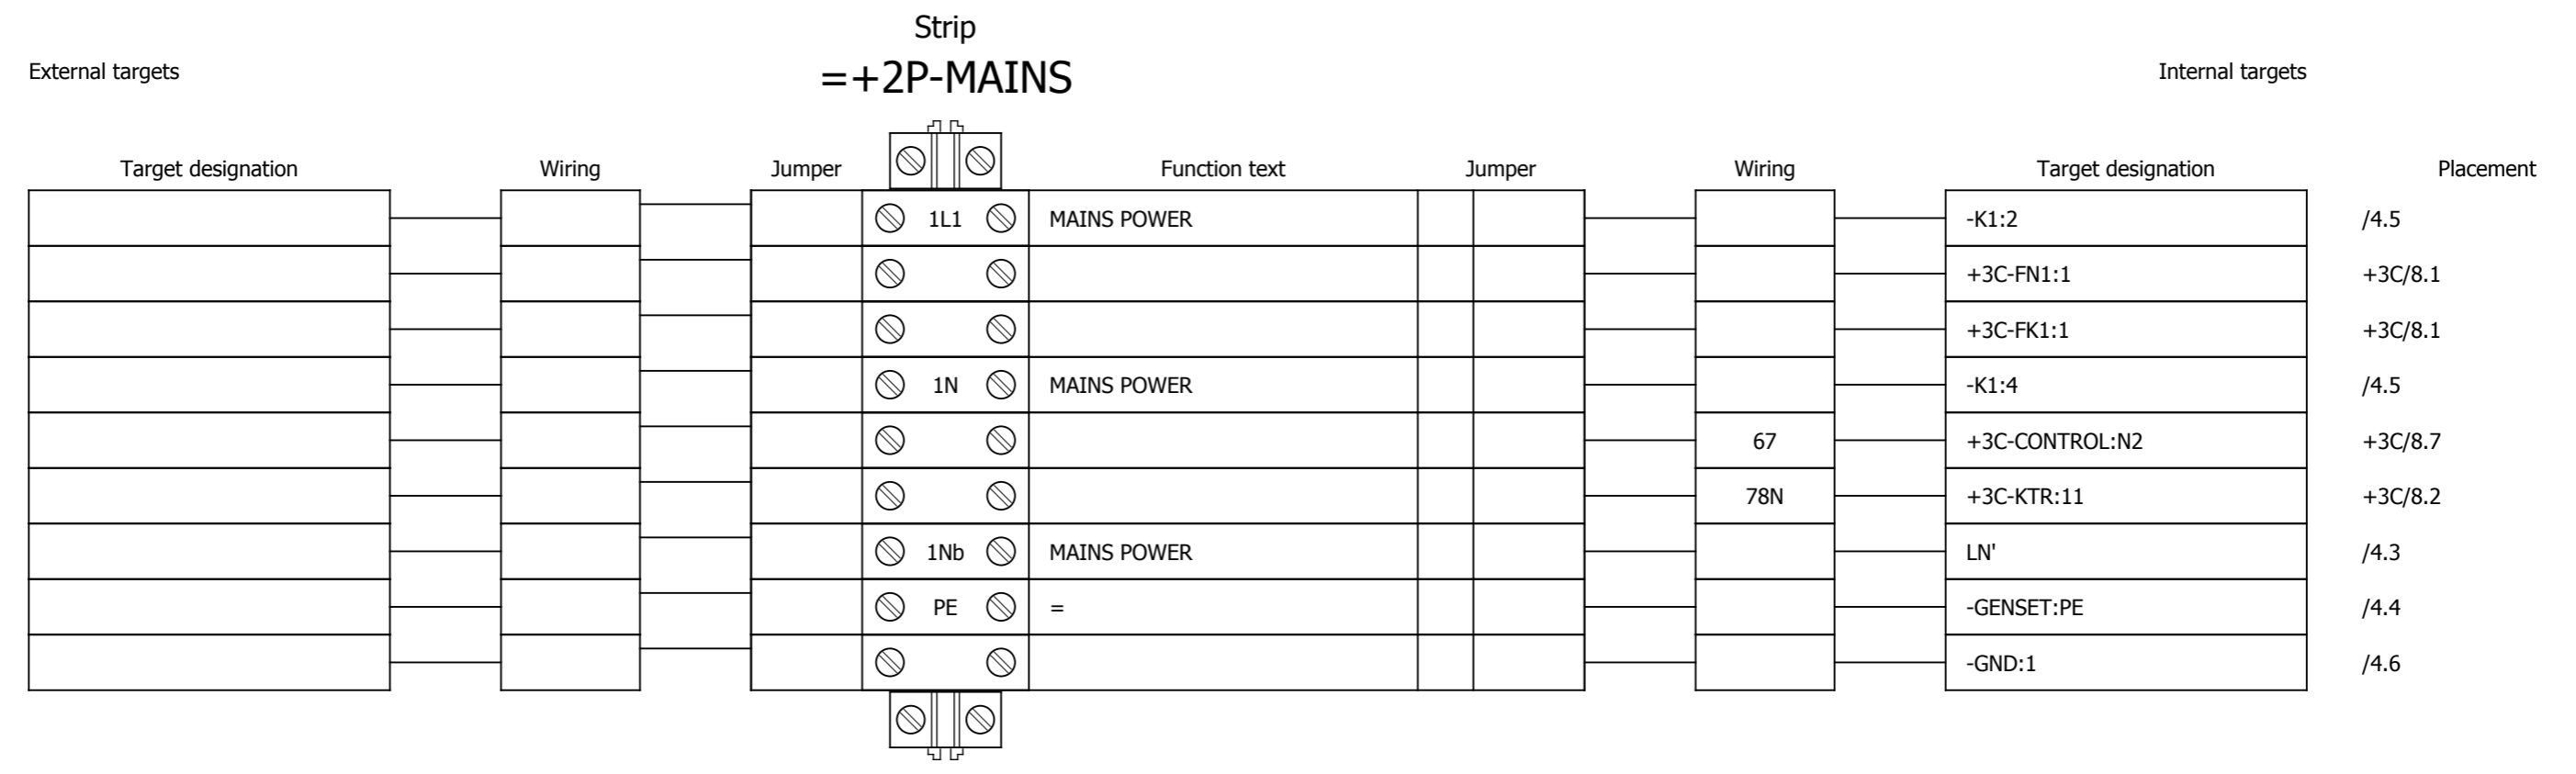 Strip
External targets =+2P-MAINS Internal targets
Target designation Wiring Jumper Function text Jumper Wiring Target designation Placement
1L1 MAINS POWER -K1:2 /4.5
+3C-FN1:1 +3C/8.1
+3C-FK1:1 +3C/8.1
1N MAINS POWER -K1:4 /4.5
67 +3C-CONTROL:N2 +3C/8.7
78N +3C-KTR:11 +3C/8.2
1Nb MAINS POWER LN' /4.3
PE = -GENSET:PE /4.4
-GND:1 /4.6